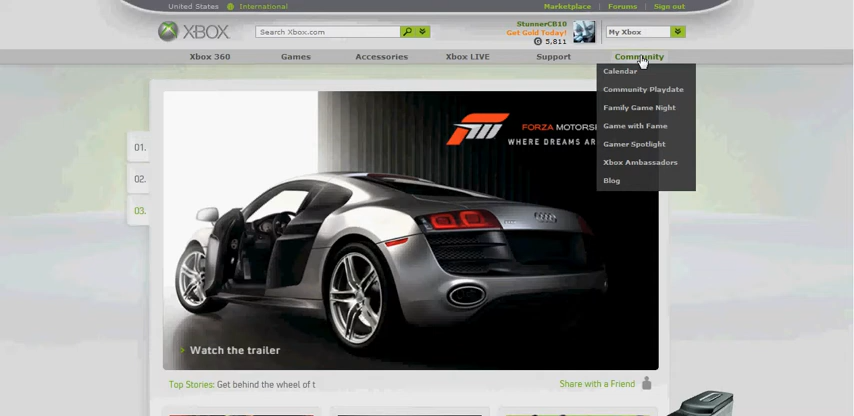 United States International
Marketplace | Forums | Sign out
XBOX
Search Xbox.com
StunnerCB10
Get Gold Today!
G 5,811
My Xbox
Xbox 360 Games Accessories Xbox LIVE Support Community
Calendar
Community Playdate
Family Game Night
Game with Fame
Gamer Spotlight
Xbox Ambassadors
Blog
01.
02.
03.
FORZA MOTORS
WHERE DREAMS AR
> Watch the trailer
Top Stories: Get behind the wheel of t
Share with a Friend